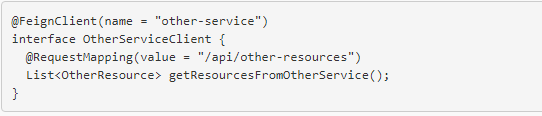 @FeignClient(name = "other-service")
interface OtherServiceClient {
  @RequestMapping(value = "/api/other-resources")
  List<OtherResource> getResourcesFromOtherService();
}